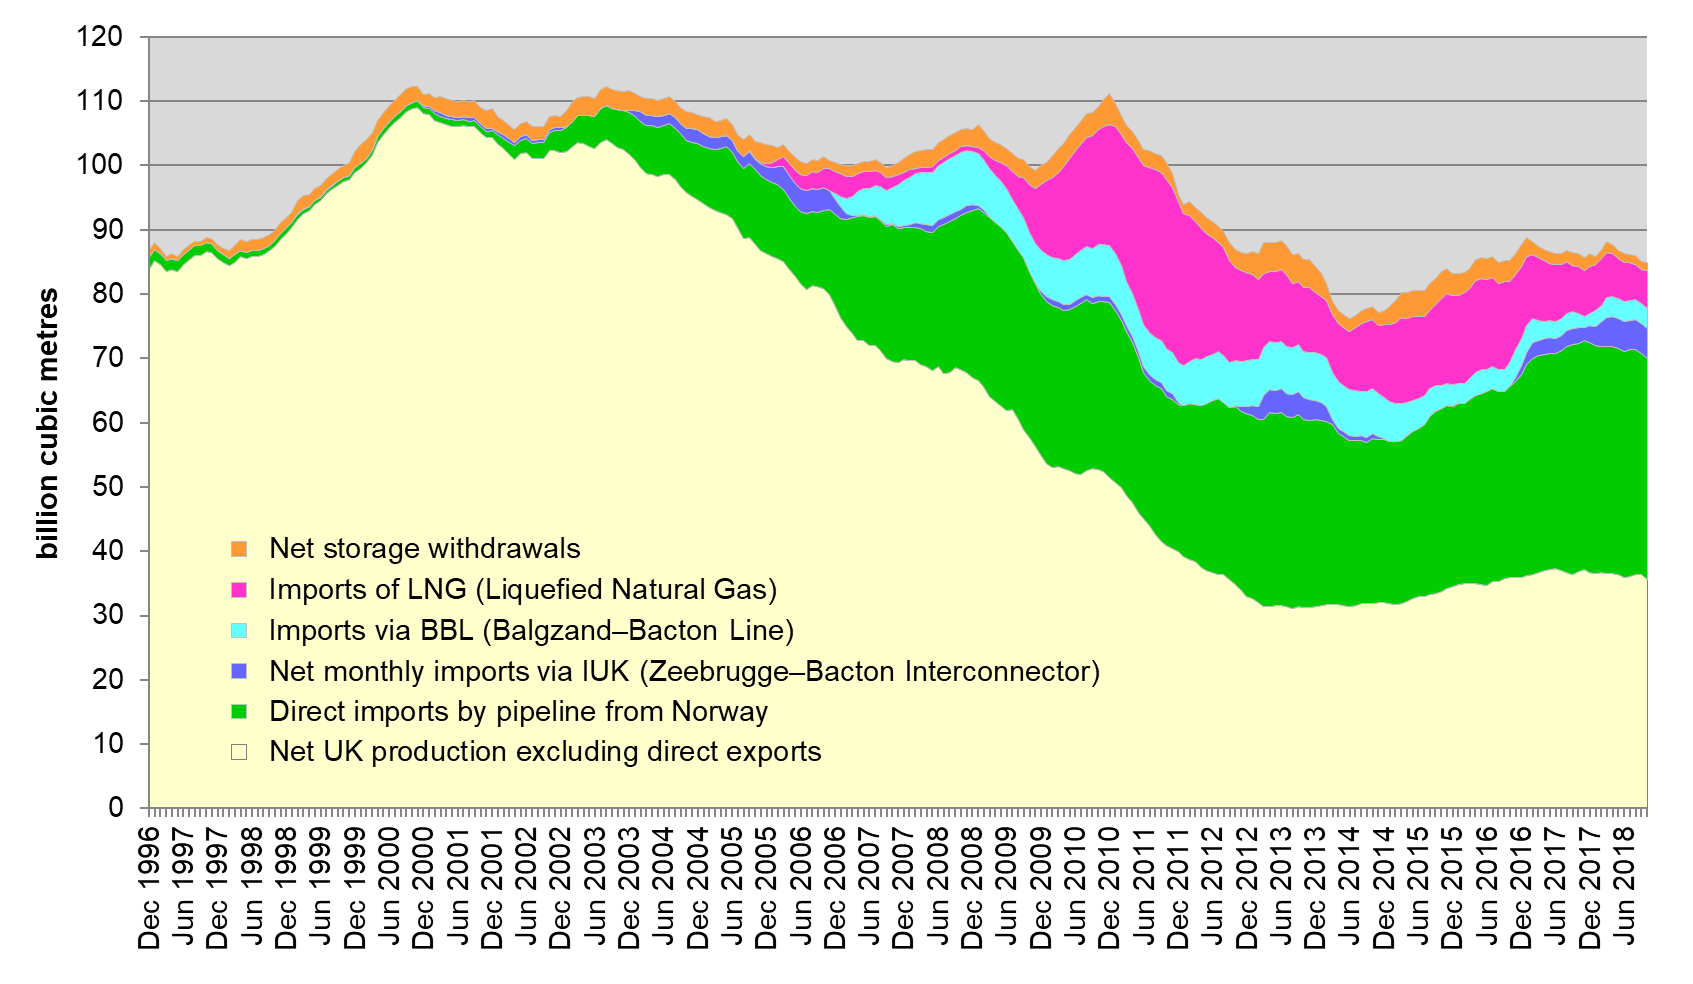 120
110
100
90
80
70
60
50
40
30
20
10
0
billion cubic metres
Net storage withdrawals
Imports of LNG (Liquefied Natural Gas)
Imports via BBL (Balgzand–Bacton Line)
Net monthly imports via IUK (Zeebrugge–Bacton Interconnector)
Direct imports by pipeline from Norway
Net UK production excluding direct exports
Dec 1996
Jun 1997
Dec 1997
Jun 1998
Dec 1998
Jun 1999
Dec 1999
Jun 2000
Dec 2000
Jun 2001
Dec 2001
Jun 2002
Dec 2002
Jun 2003
Dec 2003
Jun 2004
Dec 2004
Jun 2005
Dec 2005
Jun 2006
Dec 2006
Jun 2007
Dec 2007
Jun 2008
Dec 2008
Jun 2009
Dec 2009
Jun 2010
Dec 2010
Jun 2011
Dec 2011
Jun 2012
Dec 2012
Jun 2013
Dec 2013
Jun 2014
Dec 2014
Jun 2015
Dec 2015
Jun 2016
Dec 2016
Jun 2017
Dec 2017
Jun 2018